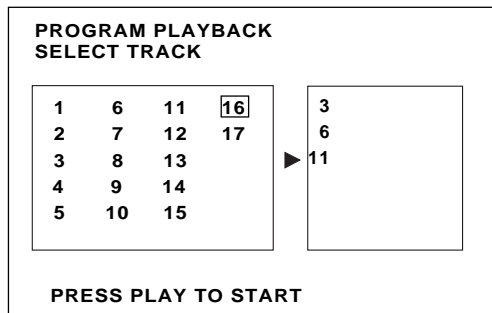 PROGRAM PLAYBACK
SELECT TRACK
1 6 11 16
2 7 12 17
3 8 13
4 9 14
5 10 15
3
6
11
PRESS PLAY TO START